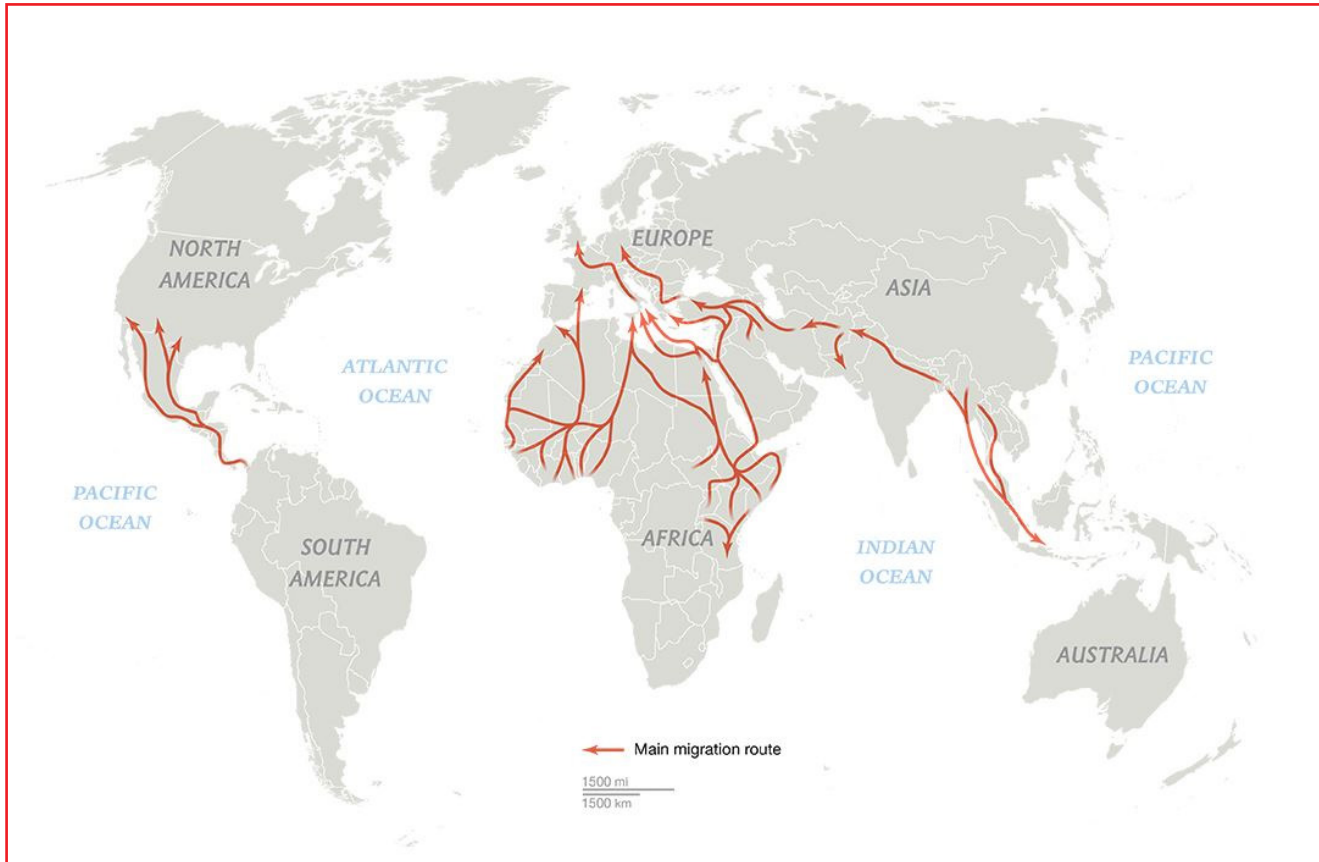 NORTH
AMERICA
EUROPE
ASIA
ATLANTIC
OCEAN
PACIFIC
OCEAN
PACIFIC
OCEAN
SOUTH
AMERICA
AFRICA
INDIAN
OCEAN
AUSTRALIA
Main migration route
1500 mi
1500 km